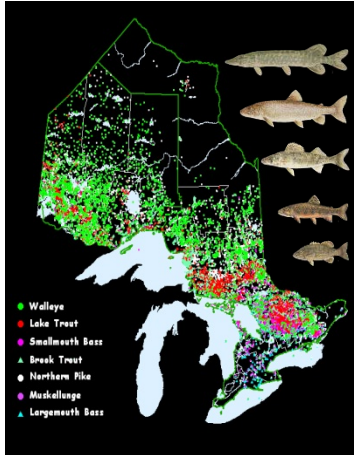 Walleye
Lake Trout
Smallmouth Bass
Brook Trout
Northern Pike
Muskellunge
Largemouth Bass